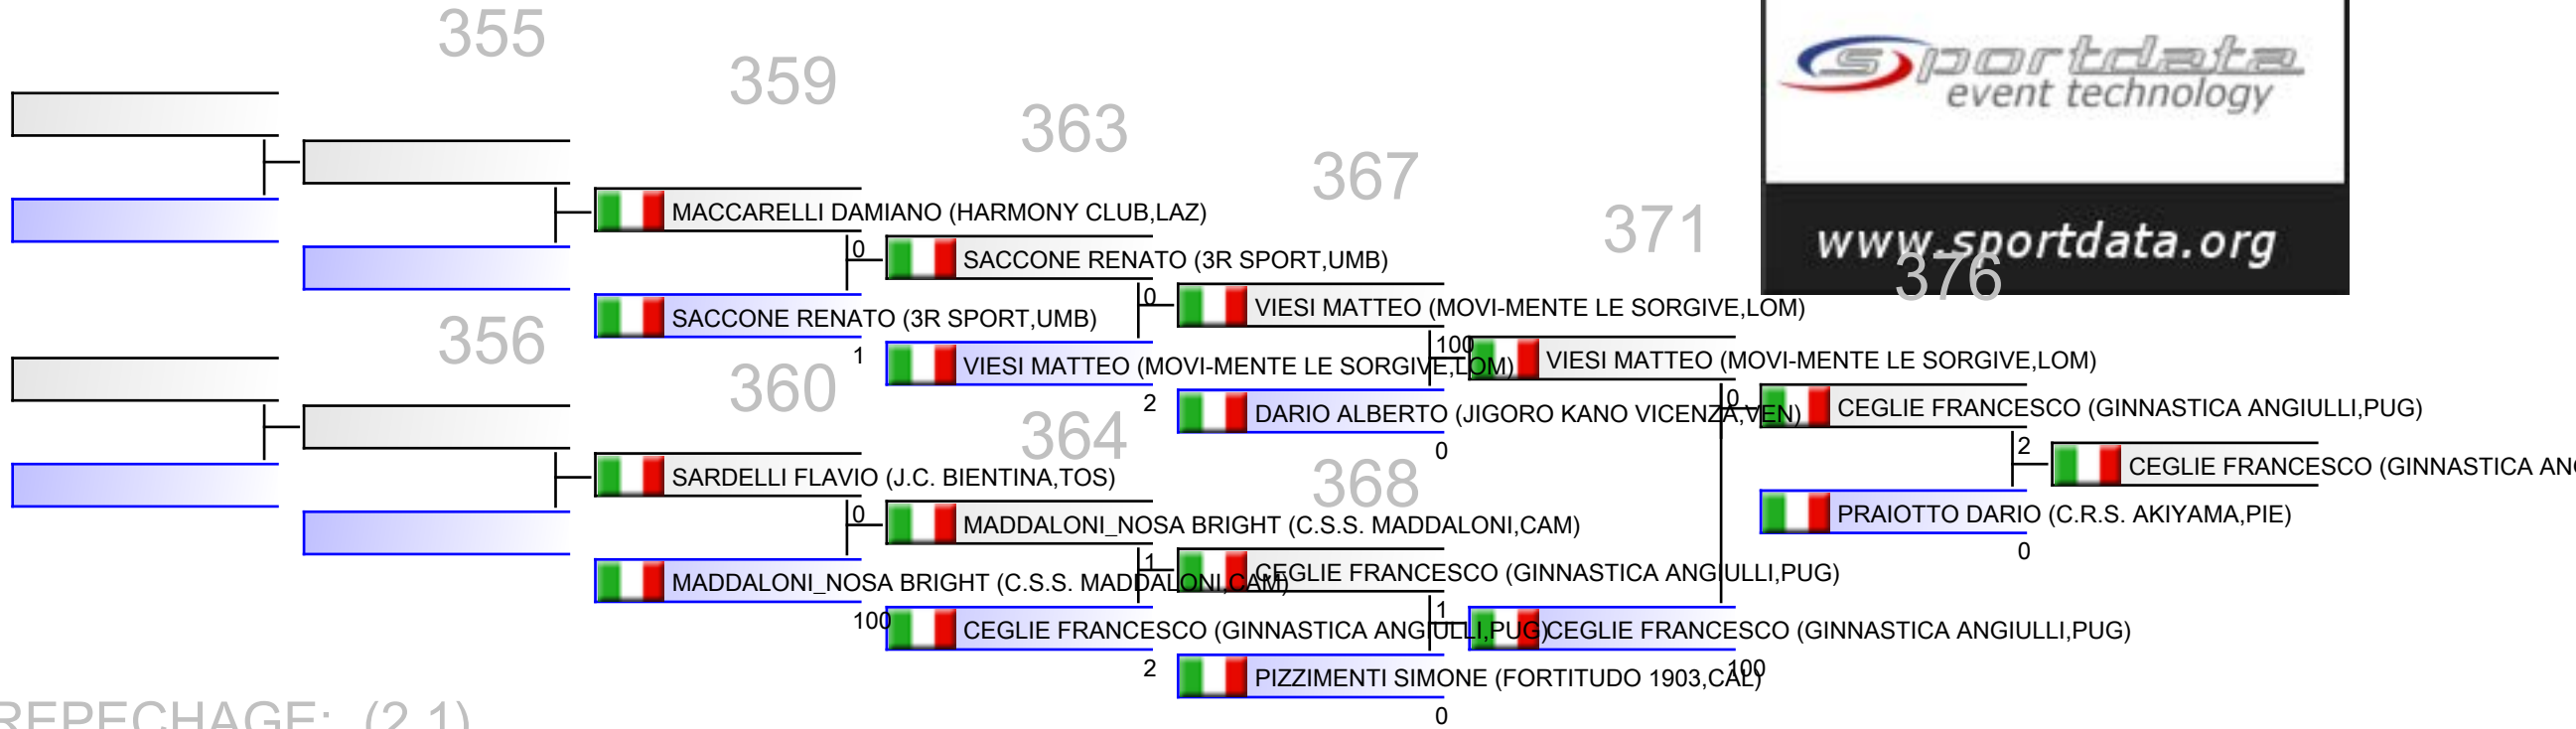 355
359
363
367
371
sportdata
event technology
www.sportdata.org
376
MACCARELLI DAMIANO (HARMONY CLUB,LAZ)
0
SACCONE RENATO (3R SPORT,UMB)
0
VIESI MATTEO (MOVI-MENTE LE SORGIVE,LOM)
SACCONE RENATO (3R SPORT,UMB)
1
100
VIESI MATTEO (MOVI-MENTE LE SORGIVE,LOM)
VIESI MATTEO (MOVI-MENTE LE SORGIVE,LOM)
2
0
DARIO ALBERTO (JIGORO KANO VICENZA,VEN)
0
CEGLIE FRANCESCO (GINNASTICA ANGIULLI,PUG)
2
CEGLIE FRANCESCO (GINNASTICA
PRAIOTTO DARIO (C.R.S. AKIYAMA,PIE)
0
356
360
364
368
SARDELLI FLAVIO (J.C. BIENTINA,TOS)
0
MADDALONI_NOSA BRIGHT (C.S.S. MADDALONI,CAM)
1
CEGLIE FRANCESCO (GINNASTICA ANGIULLI,PUG)
MADDALONI_NOSA BRIGHT (C.S.S. MADDALONI,CAM)
100
1
CEGLIE FRANCESCO (GINNASTICA ANGIULLI,PUG)
CEGLIE FRANCESCO (GINNASTICA ANGIULLI,PUG)
2
100
PIZZIMENTI SIMONE (FORTITUDO 1903,CAL)
0
REPECHAGE: (2.1)